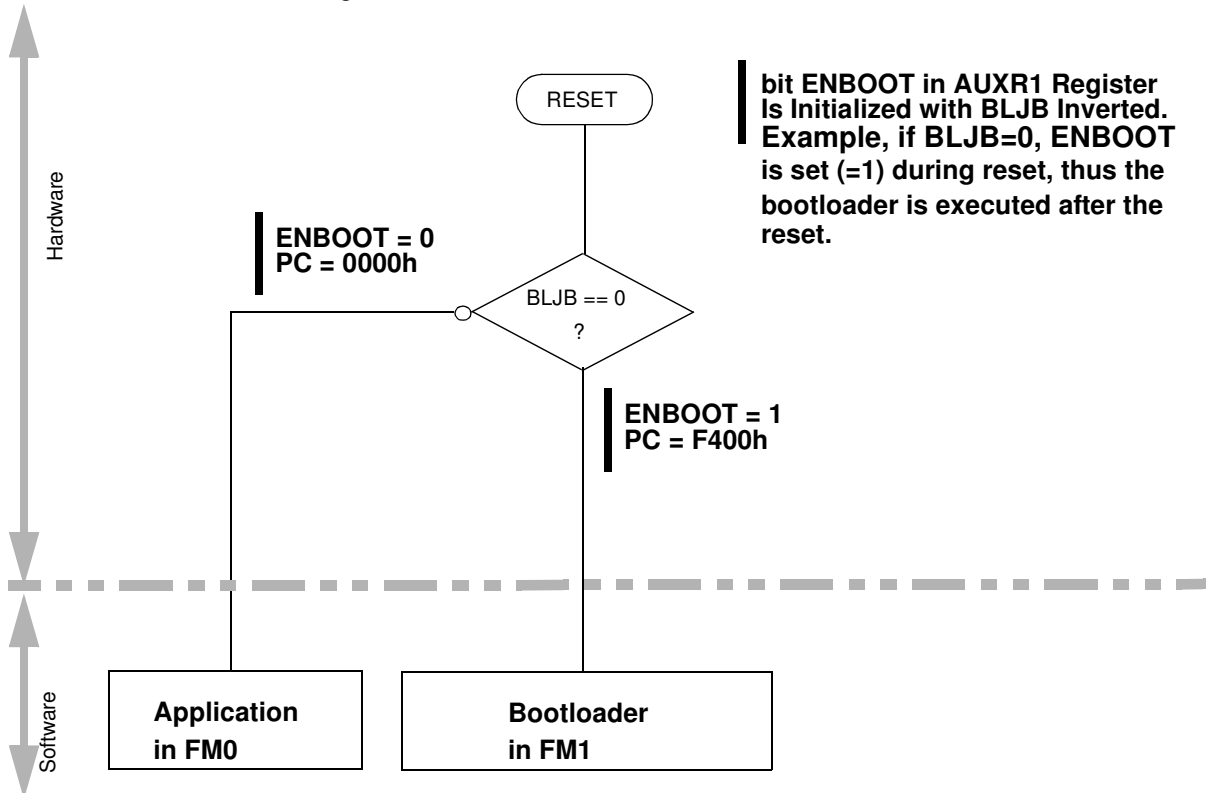 RESET
bit ENBOOT in AUXR1 Register
Is Initialized with BLJB Inverted.
Example, if BLJB=0, ENBOOT
is set (=1) during reset, thus the
bootloader is executed after the
reset.
Hardware
ENBOOT = 0
PC = 0000h
BLJB == 0
?
ENBOOT = 1
PC = F400h
Software
Application
in FM0
Bootloader
in FM1